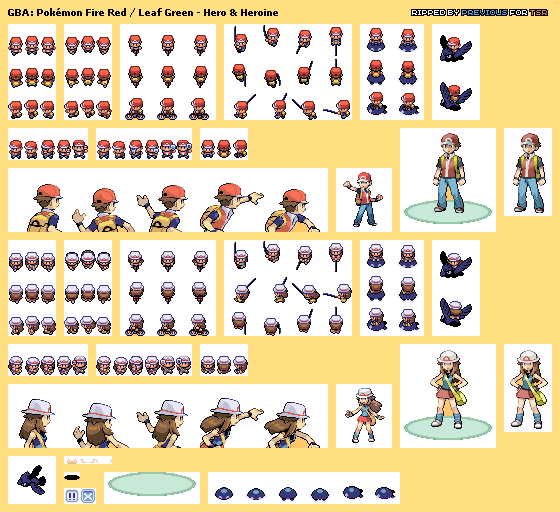 GBA: Pokémon Fire Red / Leaf Green - Hero & Heroine
RIPPED BY PREVIOUS FOR TSR